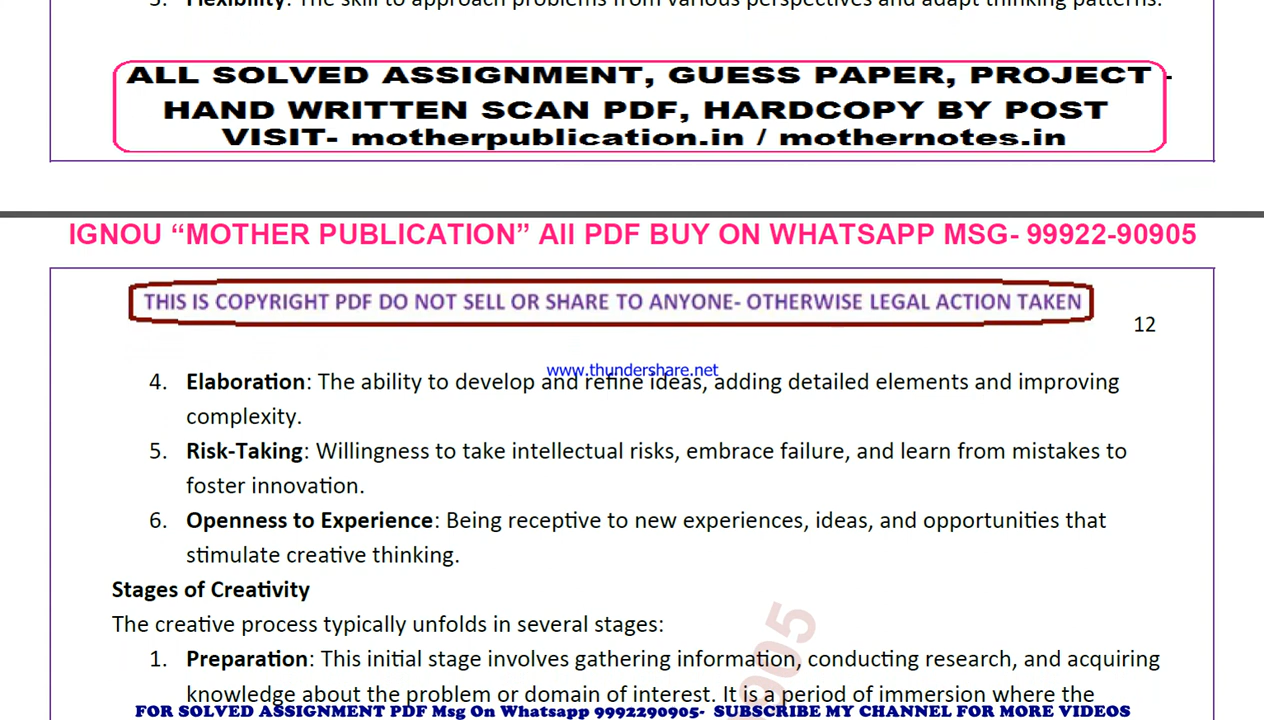 3. Flexibility: The skill to approach problems from various perspectives and adapt thinking patterns.
ALL SOLVED ASSIGNMENT, GUESS PAPER, PROJECT -
HAND WRITTEN SCAN PDF, HARDCOPY BY POST
VISIT- motherpublication.in / mothernotes.in
IGNOU “MOTHER PUBLICATION” All PDF BUY ON WHATSAPP MSG- 99922-90905
THIS IS COPYRIGHT PDF DO NOT SELL OR SHARE TO ANYONE- OTHERWISE LEGAL ACTION TAKEN
12
www.thundershare.net
4. Elaboration: The ability to develop and refine ideas, adding detailed elements and improving
complexity.
5. Risk-Taking: Willingness to take intellectual risks, embrace failure, and learn from mistakes to
foster innovation.
6. Openness to Experience: Being receptive to new experiences, ideas, and opportunities that
stimulate creative thinking.
Stages of Creativity
The creative process typically unfolds in several stages:
1. Preparation: This initial stage involves gathering information, conducting research, and acquiring
knowledge about the problem or domain of interest. It is a period of immersion where the
FOR SOLVED ASSIGNMENT PDF Msg On Whatsapp 9992290905- SUBSCRIBE MY CHANNEL FOR MORE VIDEOS